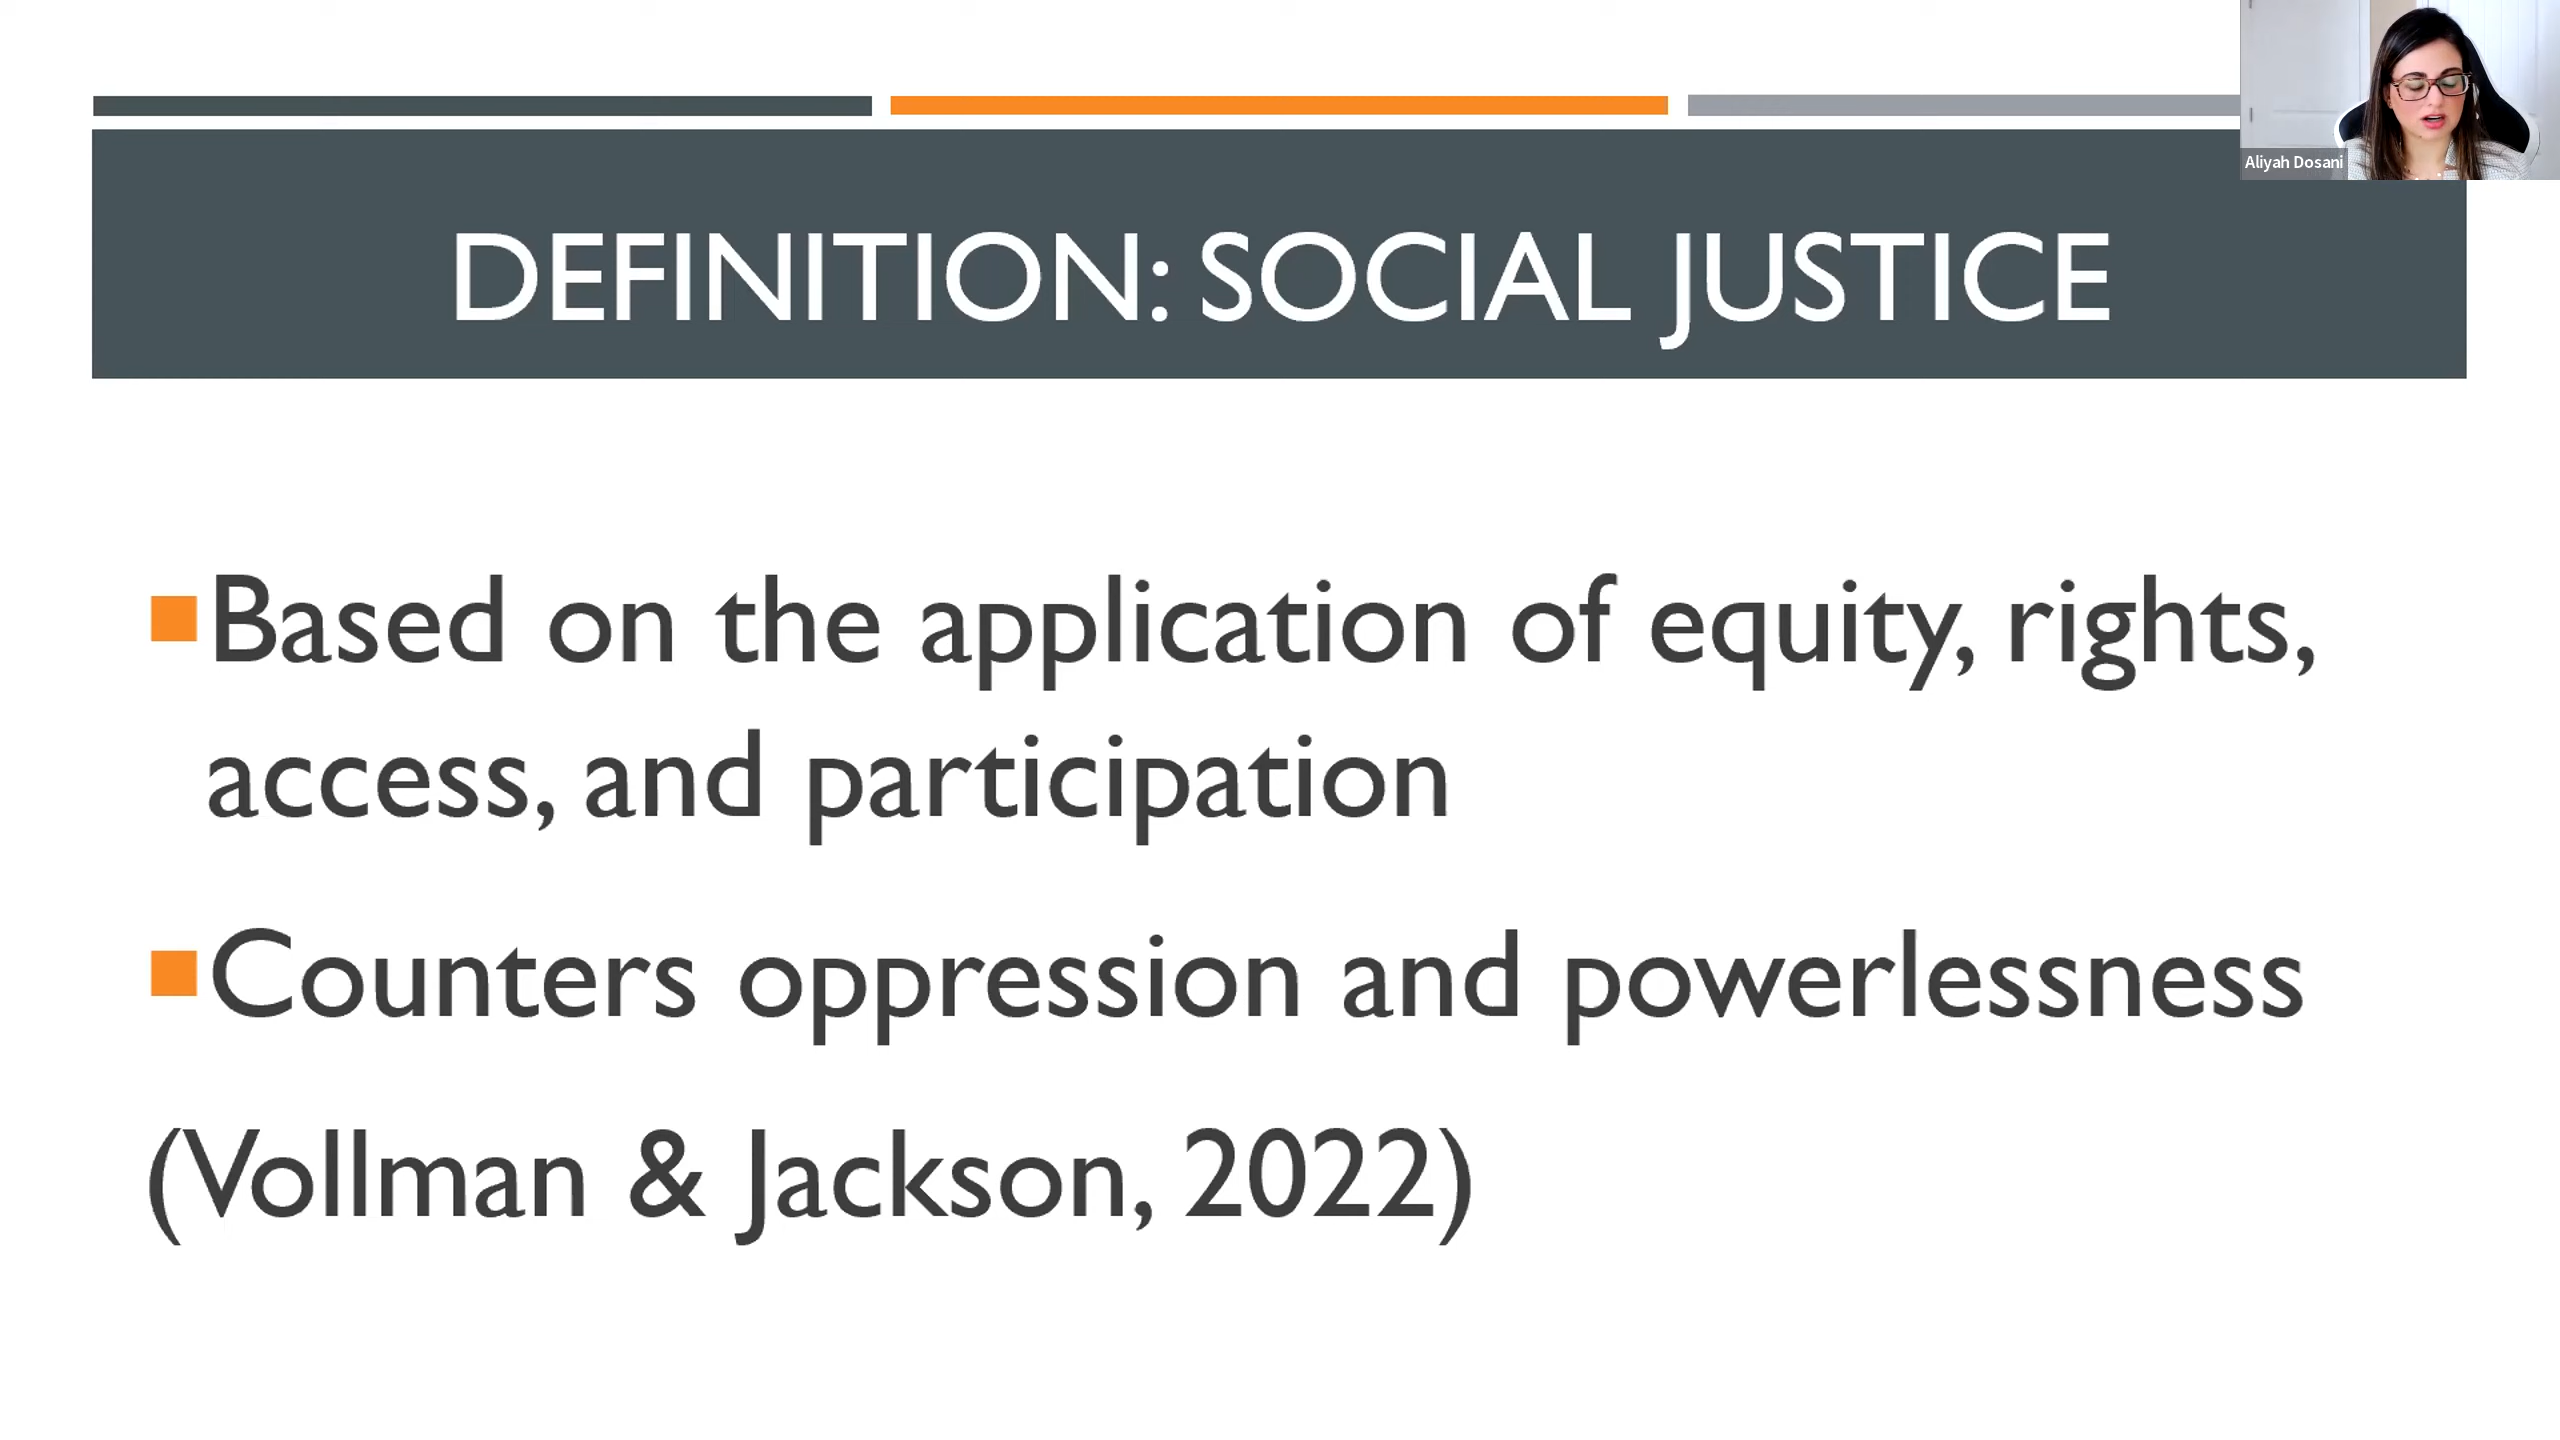 Aliyah Dosani
DEFINITION: SOCIAL JUSTICE
Based on the application of equity, rights,
access, and participation
Counters oppression and powerlessness
(Vollman & Jackson, 2022)